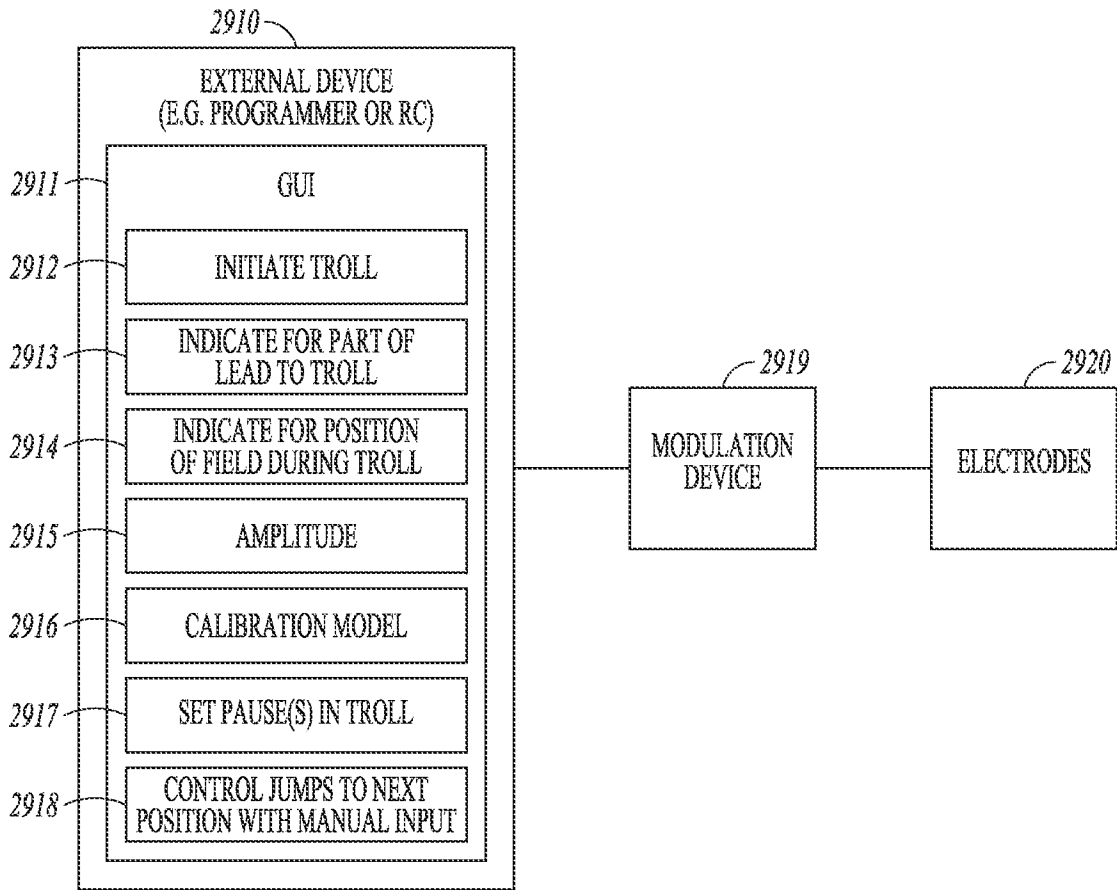 2910
EXTERNAL DEVICE
(E.G. PROGRAMMER OR RC)
2911
GUI
2912
INITIATE TROLL
2913
INDICATE FOR PART OF
LEAD TO TROLL
2914
INDICATE FOR POSITION
OF FIELD DURING TROLL
2915
AMPLITUDE
2916
CALIBRATION MODEL
2917
SET PAUSE(S) IN TROLL
2918
CONTROL JUMPS TO NEXT
POSITION WITH MANUAL INPUT
2919
MODULATION
DEVICE
2920
ELECTRODES